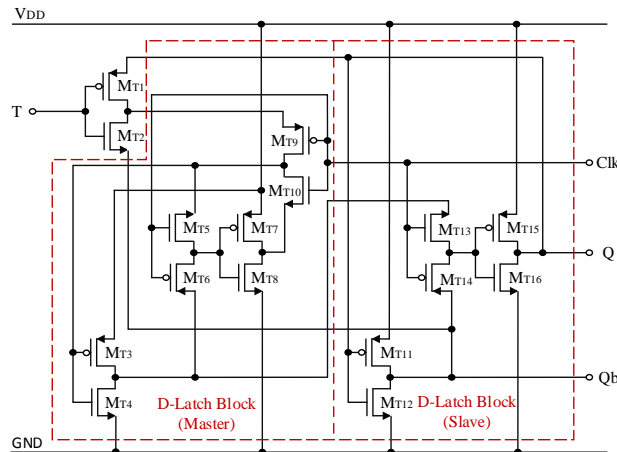 VDD
MT1
T
MT2
MT9
Clk
MT10
MT5
MT7
MT13
MT15
Q
MT6
MT8
MT14
MT16
MT3
MT11
Qb
MT4
D-Latch Block
(Master)
MT12
D-Latch Block
(Slave)
GND